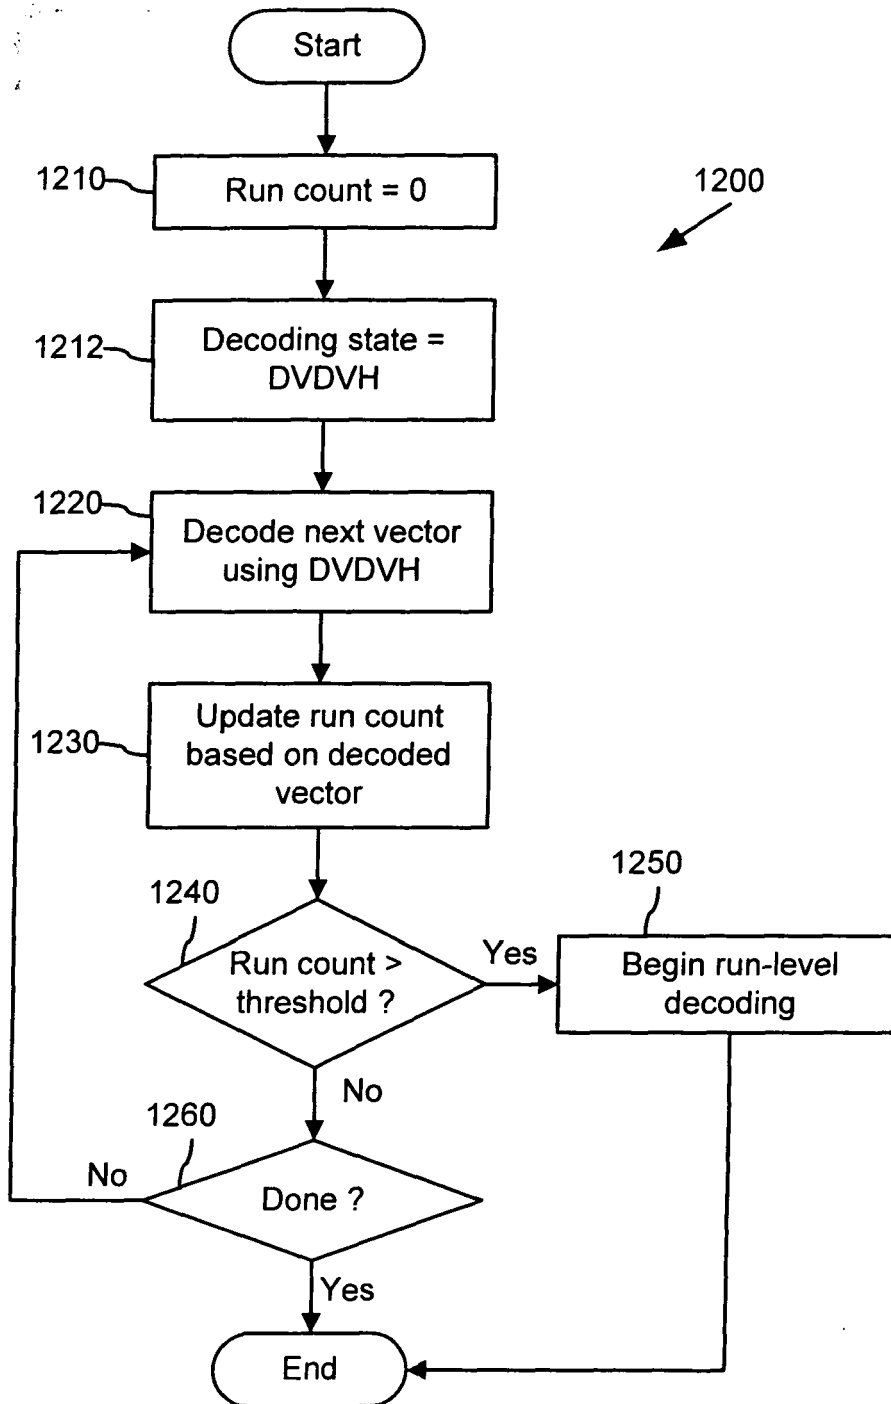 Start
1210
Run count = 0
1200
1212
Decoding state =
DVDVH
1220
Decode next vector
using DVDVH
1230
Update run count
based on decoded
vector
1240
Run count >
threshold ?
Yes
1250
Begin run-level
decoding
No
1260
No
Done ?
Yes
End